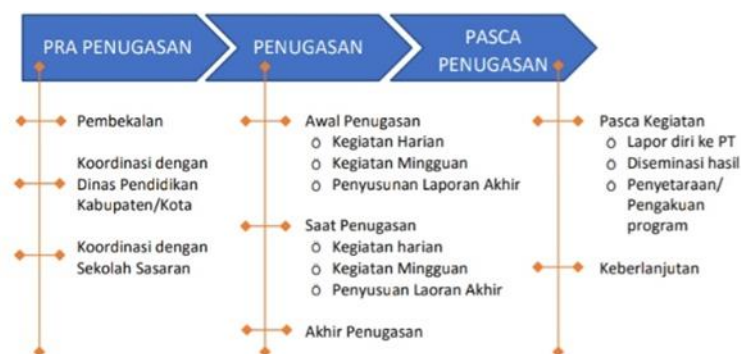 PRA PENUGASAN
PENUGASAN
PASCA
PENUGASAN
Pembekalan
Koordinasi dengan
Dinas Pendidikan
Kabupaten/Kota
Koordinasi dengan
Sekolah Sasaran
Awal Penugasan
o Kegiatan Harian
o Kegiatan Mingguan
o Penyusunan Laporan Akhir
Saat Penugasan
o Kegiatan harian
o Kegiatan Mingguan
o Penyusuan Laoran Akhir
Akhir Penugasan
Pasca Kegiatan
o Lapor diri ke PT
o Diseminasi hasil
o Penyetaraan/
Pengakuan
program
Keberlanjutan